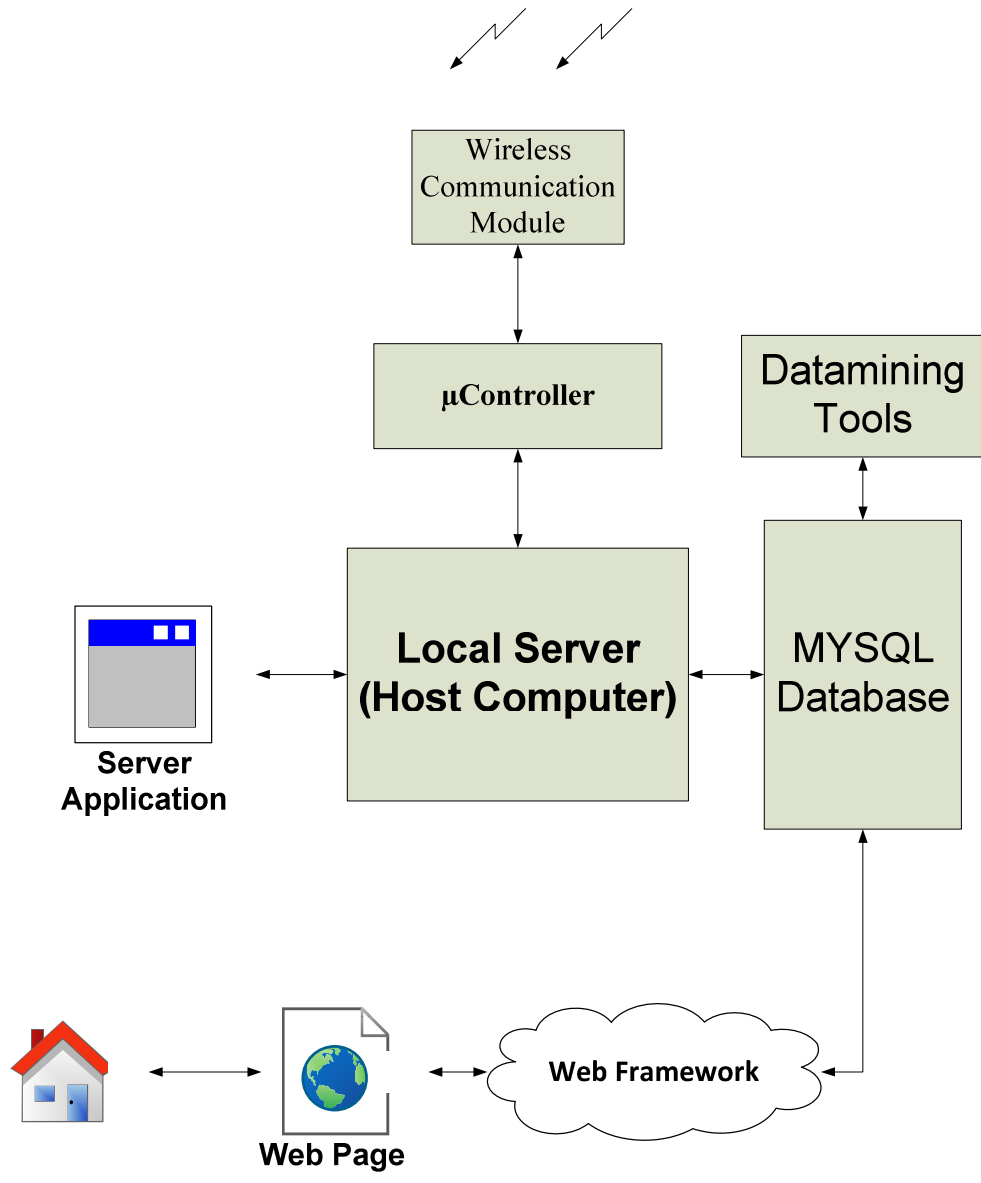 Wireless
Communication
Module
µController
Datamining
Tools
Local Server
(Host Computer)
MYSQL
Database
Server
Application
Web Framework
Web Page